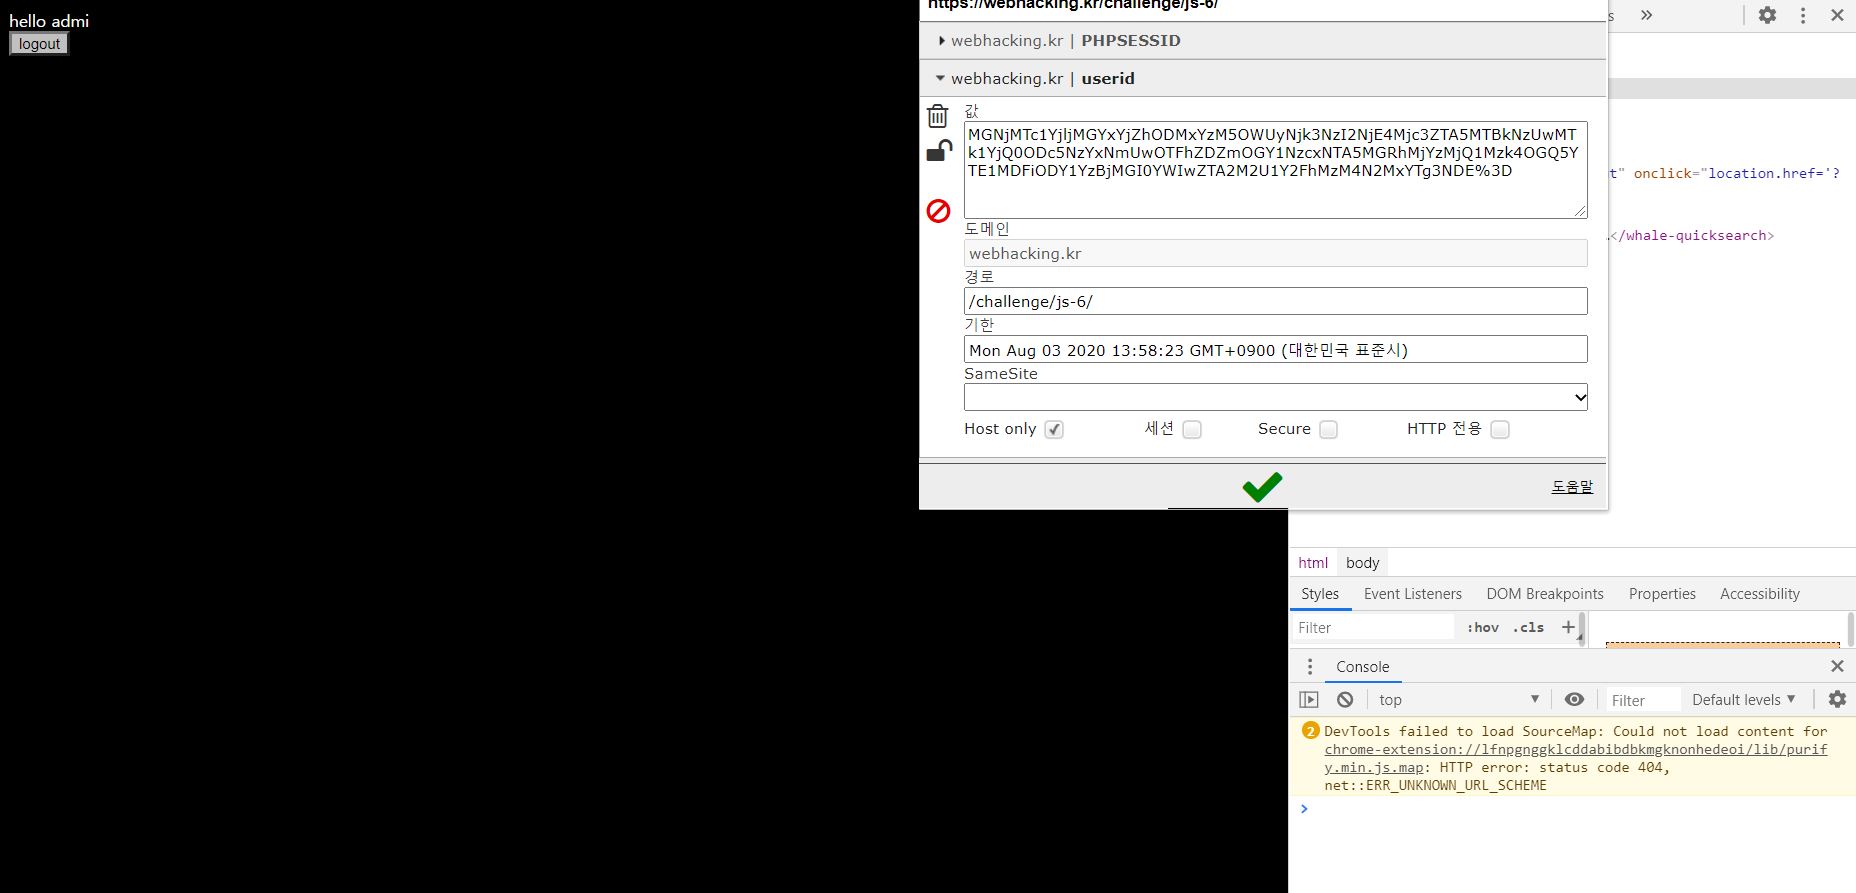 hello admi
logout
https://webhacking.kr/challenge/js-6/
webhacking.kr | PHPSESSID
webhacking.kr | userid
값
MGNjMTc1YjljMGYxYjZhODMxYzM5OWUyNjk3NzI2NjE4Mjc3ZTA5MTBkNzUwMT
k1YjQ0ODc5NzYxNmUwOTFhZDZmOGY1NzcxNTA5MGRhMjYzMjQ1Mzk4OGQ5Y
TE1MDFiODY1YzBjMGI0YWIwZTA2M2U1Y2FhMzM4N2MxYTg3NDE%3D
도메인
webhacking.kr
경로
/challenge/js-6/
기한
Mon Aug 03 2020 13:58:23 GMT+0900 (대한민국 표준시)
SameSite
Host only 세션 Secure HTTP 전용
도움말
s »
t" onclick="location.href='?
…</whale-quicksearch>
html body
Styles Event Listeners DOM Breakpoints Properties Accessibility
Filter :hov .cls +
Console
top Filter Default levels
2 DevTools failed to load SourceMap: Could not load content for
chrome-extension://lfnpgnggklcddabibdbkmgknonhedeoi/lib/purif
y.min.js.map: HTTP error: status code 404,
net::ERR_UNKNOWN_URL_SCHEME
>